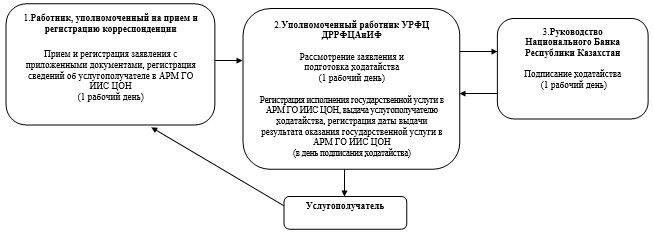 1.Работник, уполномоченный на прием и
регистрацию корреспонденции
Прием и регистрация заявления с
приложенными документами, регистрация
сведений об услугополучателе в АРМ ГО
ИИС ЦОН
(1 рабочий день)
2.Уполномоченный работник УРФЦ
ДРРФЦАиИФ
Рассмотрение заявления и
подготовка ходатайства
(1 рабочий день)
Регистрация исполнения государственной услуги в
АРМ ГО ИИС ЦОН, выдача услугополучателю
ходатайства, регистрация даты выдачи
результата оказания государственной услуги в
АРМ ГО ИИС ЦОН
(в день подписания ходатайства)
3.Руководство
Национального Банка
Республики Казахстан
Подписание ходатайства
(1 рабочий день)
Услугополучатель